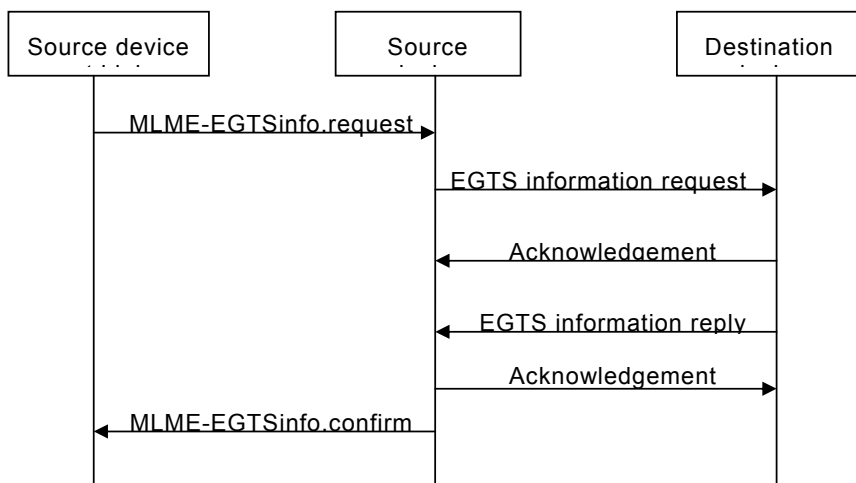 Source device
Source
Destination
MLME-EGTSinfo.request
EGTS information request
Acknowledgement
EGTS information reply
Acknowledgement
MLME-EGTSinfo.confirm